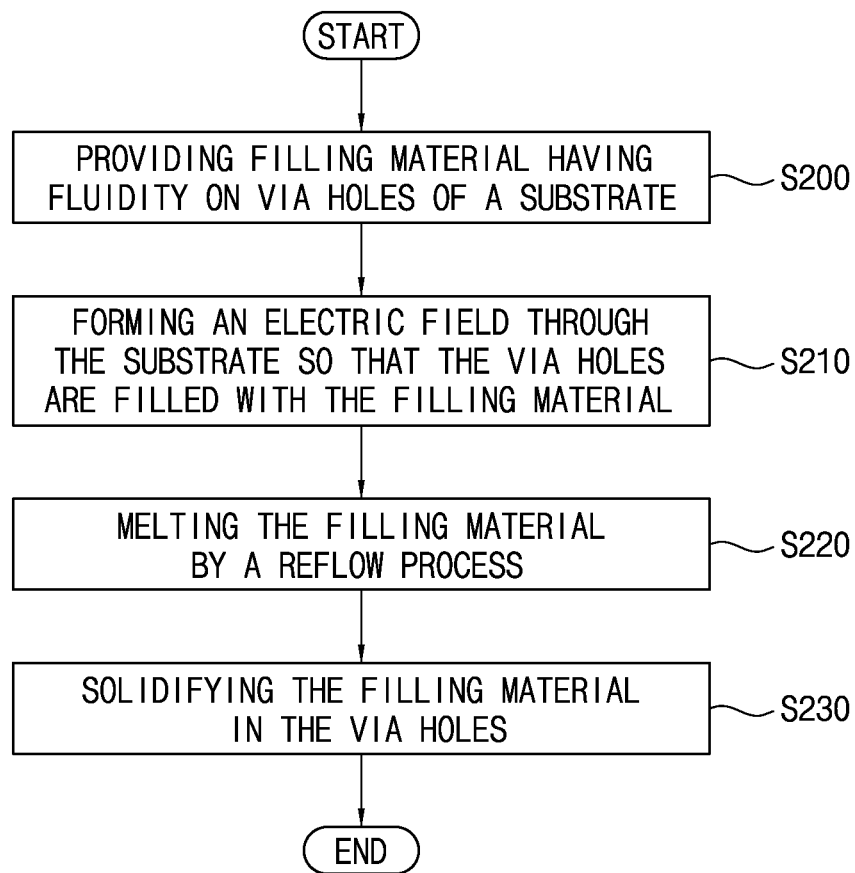 START
PROVIDING FILLING MATERIAL HAVING
FLUIDITY ON VIA HOLES OF A SUBSTRATE
S200
FORMING AN ELECTRIC FIELD THROUGH
THE SUBSTRATE SO THAT THE VIA HOLES
ARE FILLED WITH THE FILLING MATERIAL
S210
MELTING THE FILLING MATERIAL
BY A REFLOW PROCESS
S220
SOLIDIFYING THE FILLING MATERIAL
IN THE VIA HOLES
S230
END